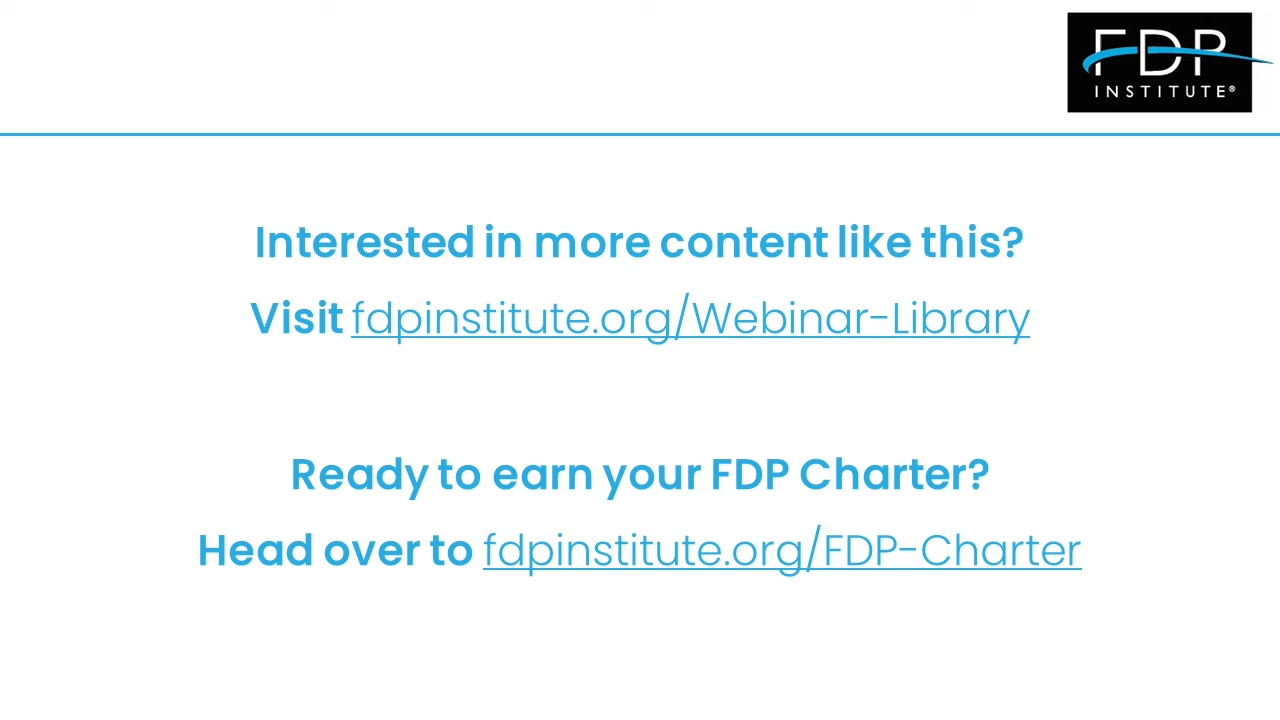 FDP
INSTITUTE®
Interested in more content like this?
Visit fdpinstitute.org/Webinar-Library
Ready to earn your FDP Charter?
Head over to fdpinstitute.org/FDP-Charter